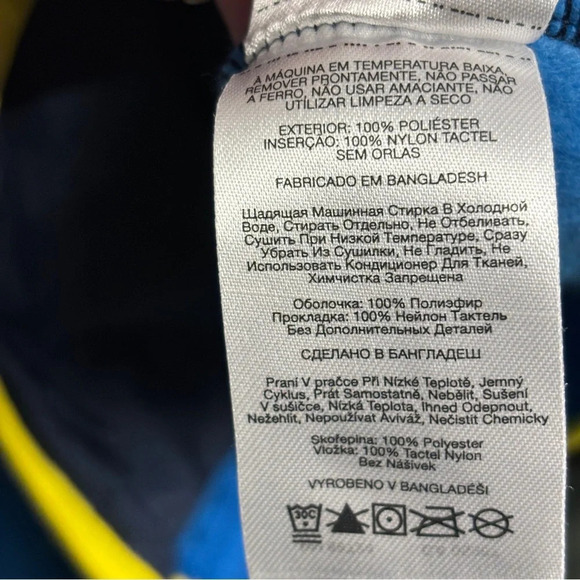 À MÁQUINA EM TEMPERATURA BAIXA,
REMOVER PRONTAMENTE, NÃO PASSAR
A FERRO, NÃO USAR AMACIANTE, NÃO
UTILIZAR LIMPEZA A SECO
EXTERIOR: 100% POLIÉSTER
INSERÇÃO: 100% NYLON TACTEL
SEM ORLAS
FABRICADO EM BANGLADESH
Щадящая Машинная Стирка В Холодной
Воде, Стирать Отдельно, Не Отбеливать,
Сушить При Низкой Температуре, Сразу
Убрать Из Сушилки, Не Гладить, Не
Использовать Кондиционер Для Тканей,
Химчистка Запрещена
Оболочка: 100% Полиэфир
Прокладка: 100% Нейлон Тактель
Без Дополнительных Деталей
СДЕЛАНО В БАНГЛАДЕШ
Praní V pračce Při Nízké Teplotě, Jemný
Cyklus, Prát Samostatně, Nebělit, Sušení
V sušičce, Nízká Teplota, Ihned Odepnout,
Nežehlit, Nepoužívat Aviváž, Nečistit Chemicky
Skořepina: 100% Polyester
Vložka: 100% Tactel Nylon
Bez Nášivek
VYROBENO V BANGLADÉŠI
30C